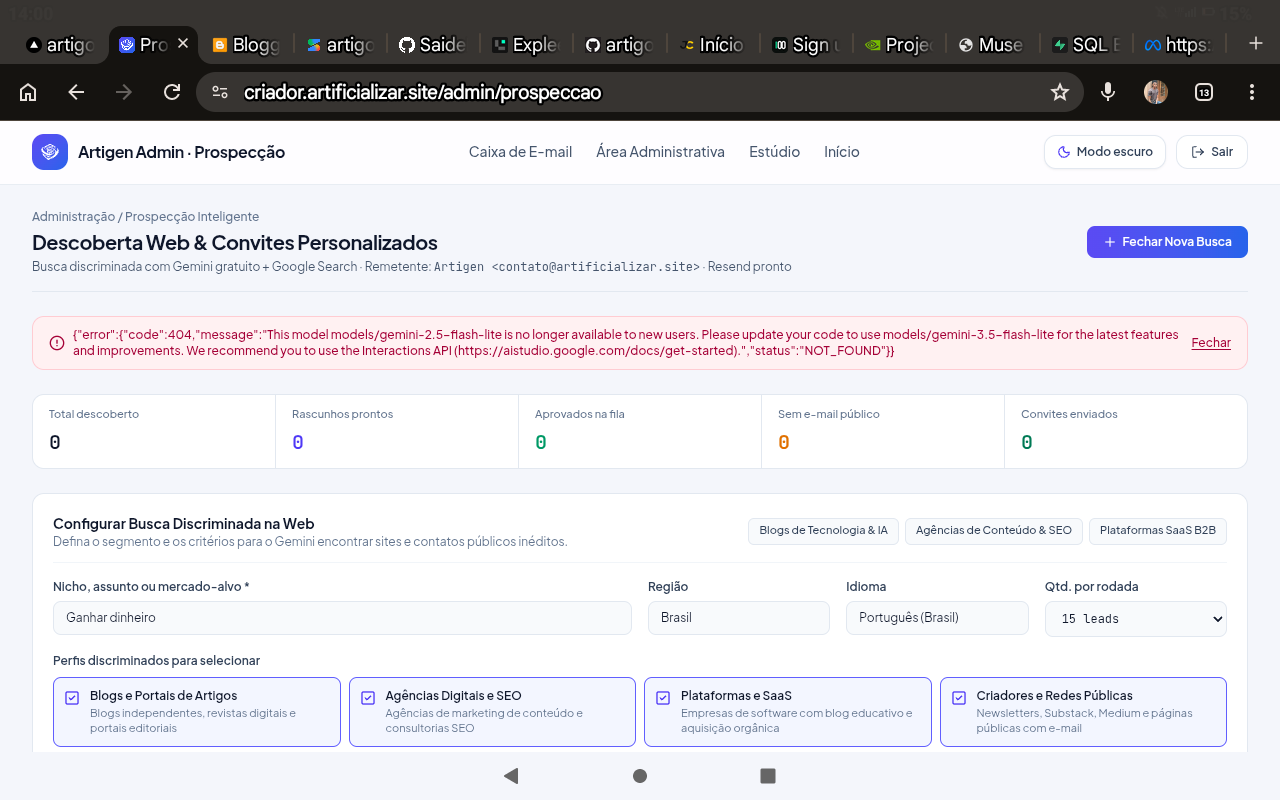 14:00
15%
artigo
Pro
Blogg
artigo
Saide
Explee
artigo
Início
Sign u
Projec
Muse
SQL E
https:
criador.artificializar.site/admin/prospeccao
13
Artigen Admin · Prospecção
Caixa de E-mail
Área Administrativa
Estúdio
Início
Modo escuro
Sair
Administração / Prospecção Inteligente
Descoberta Web & Convites Personalizados
Busca discriminada com Gemini gratuito + Google Search · Remetente: Artigen <contato@artificializar.site> · Resend pronto
Fechar Nova Busca
{"error":{"code":404,"message":"This model models/gemini-2.5-flash-lite is no longer available to new users. Please update your code to use models/gemini-3.5-flash-lite for the latest features
and improvements. We recommend you to use the Interactions API (https://aistudio.google.com/docs/get-started).","status":"NOT_FOUND"}}
Fechar
Total descoberto
0
Rascunhos prontos
0
Aprovados na fila
0
Sem e-mail público
0
Convites enviados
0
Configurar Busca Discriminada na Web
Defina o segmento e os critérios para o Gemini encontrar sites e contatos públicos inéditos.
Blogs de Tecnologia & IA
Agências de Conteúdo & SEO
Plataformas SaaS B2B
Nicho, assunto ou mercado-alvo *
Ganhar dinheiro
Região
Brasil
Idioma
Português (Brasil)
Qtd. por rodada
15 leads
Perfis discriminados para selecionar
Blogs e Portais de Artigos
Blogs independentes, revistas digitais e
portais editoriais
Agências Digitais e SEO
Agências de marketing de conteúdo e
consultorias SEO
Plataformas e SaaS
Empresas de software com blog educativo e
aquisição orgânica
Criadores e Redes Públicas
Newsletters, Substack, Medium e páginas
públicas com e-mail